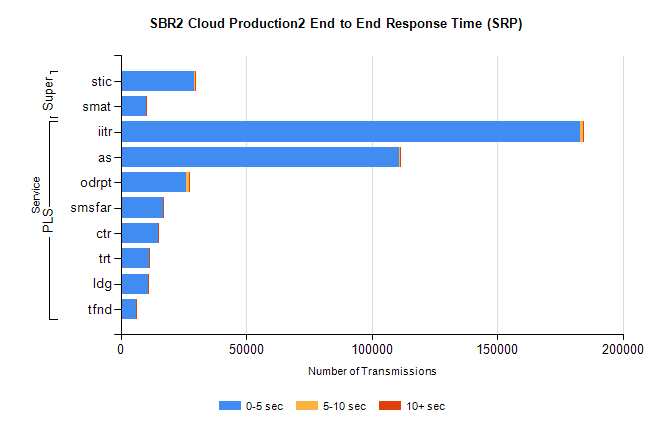 SBR2 Cloud Production2 End to End Response Time (SRP)
Service
Super
PLS
stic
smat
iitr
as
odrpt
smsfar
ctr
trt
ldg
tfnd
0 50000 100000 150000 200000
Number of Transmissions
0-5 sec 5-10 sec 10+ sec